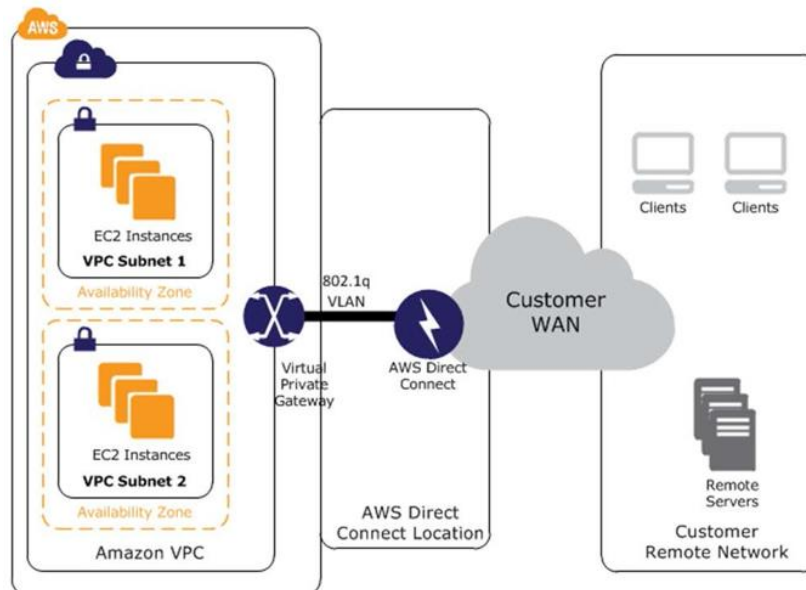 AWS
EC2 Instances
VPC Subnet 1
Availability Zone
EC2 Instances
VPC Subnet 2
Availability Zone
Amazon VPC
Virtual
Private
Gateway
802.1q
VLAN
AWS Direct
Connect
AWS Direct
Connect Location
Customer
WAN
Clients
Clients
Remote
Servers
Customer
Remote Network